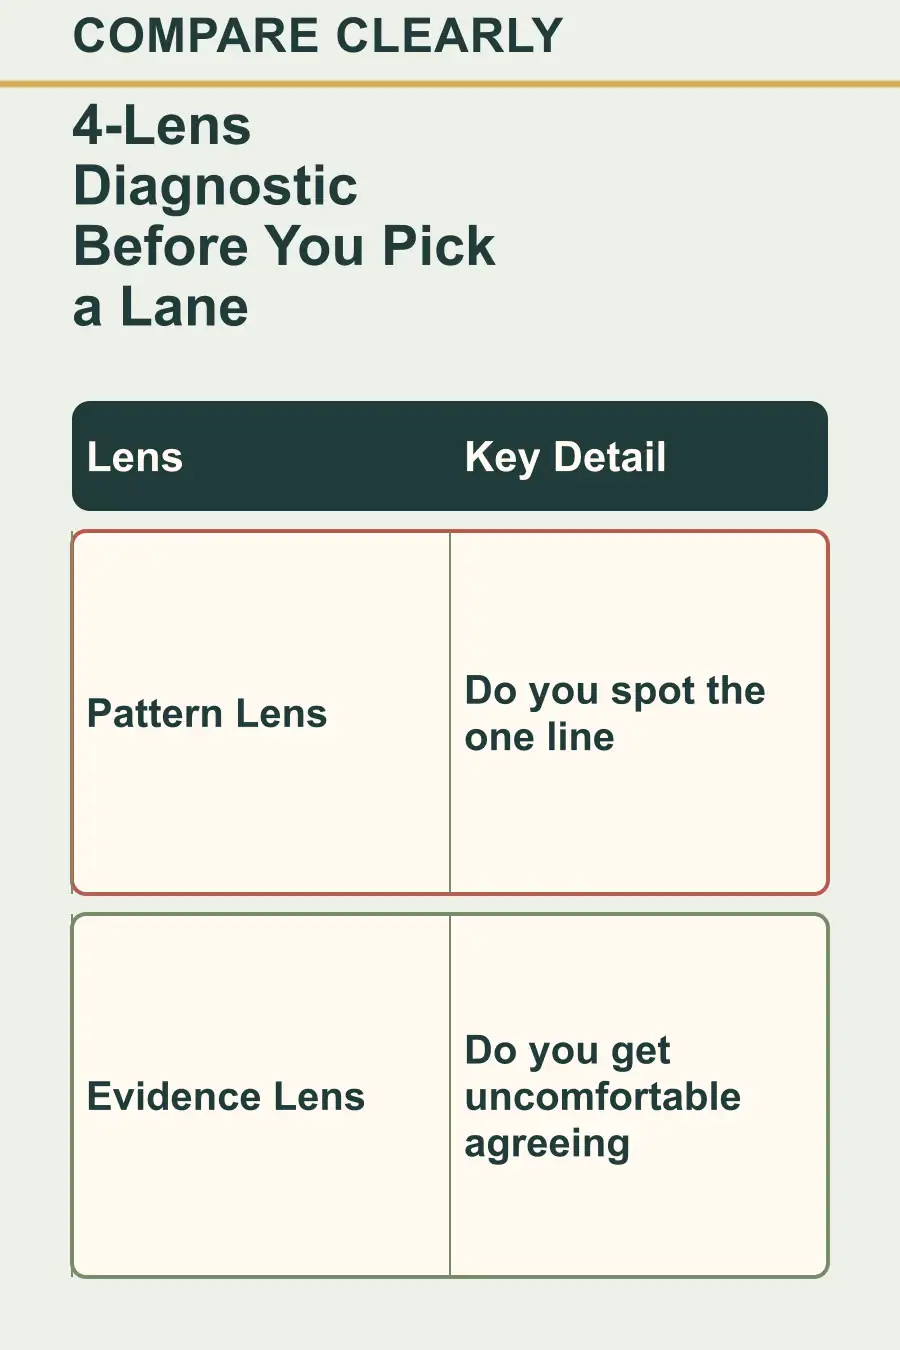 COMPARE CLEARLY
4-Lens
Diagnostic
Before You Pick
a Lane
Lens
Key Detail
Pattern Lens
Do you spot the
one line
Evidence Lens
Do you get
uncomfortable
agreeing